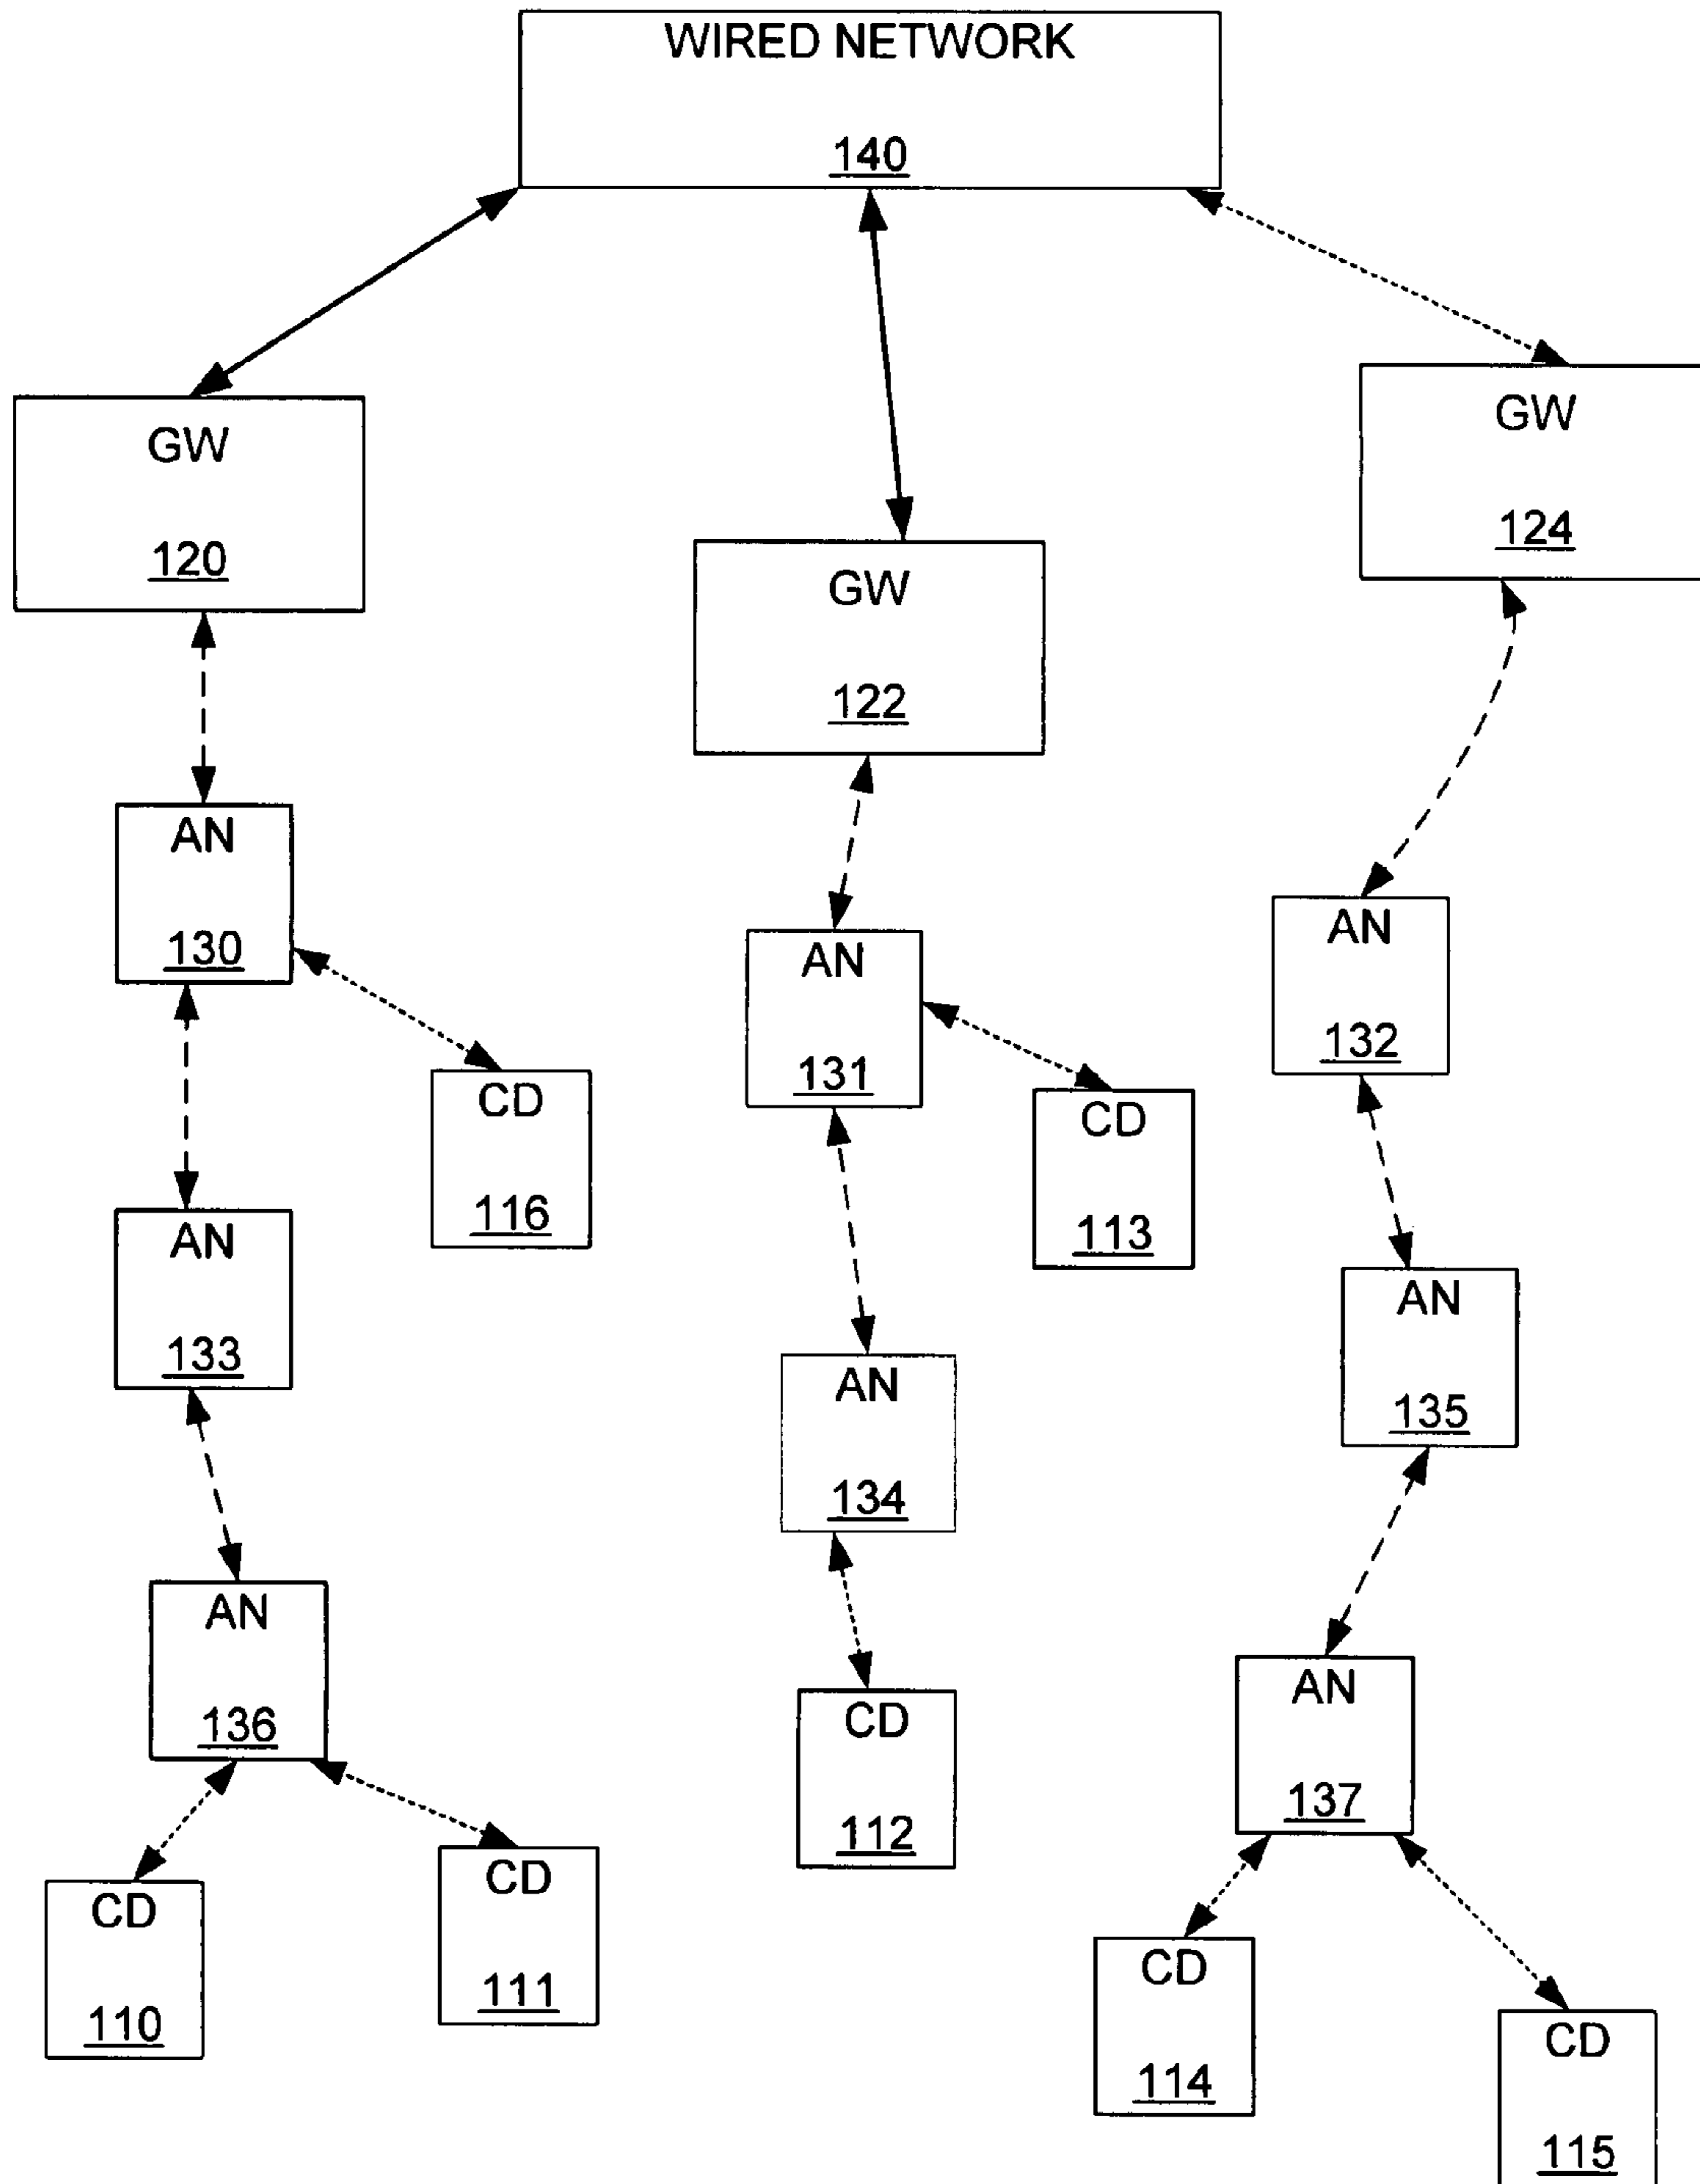 WIRED NETWORK
140
GW
120
GW
122
GW
124
AN
130
AN
131
AN
132
CD
116
CD
113
AN
133
AN
134
AN
135
AN
136
CD
112
AN
137
CD
110
CD
111
CD
114
CD
115